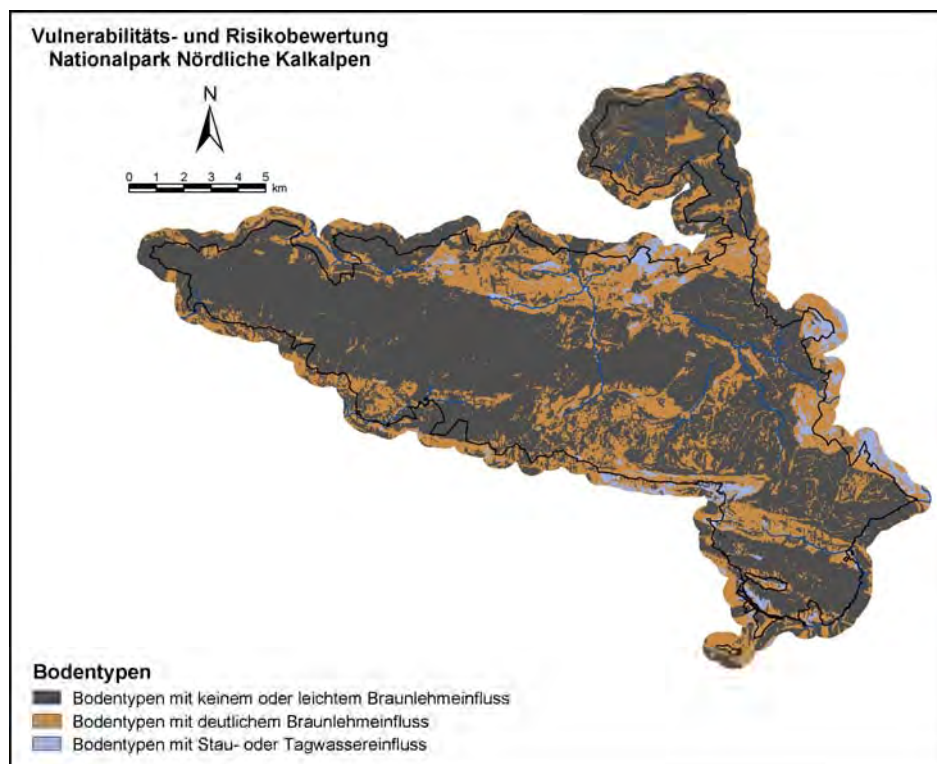 Vulnerabilitäts- und Risikobewertung
Nationalpark Nördliche Kalkalpen
N
0 1 2 3 4 5
km
Bodentypen
Bodentypen mit keinem oder leichtem Braunlehmeinfluss
Bodentypen mit deutlichem Braunlehmeinfluss
Bodentypen mit Stau- oder Tagwassereinfluss